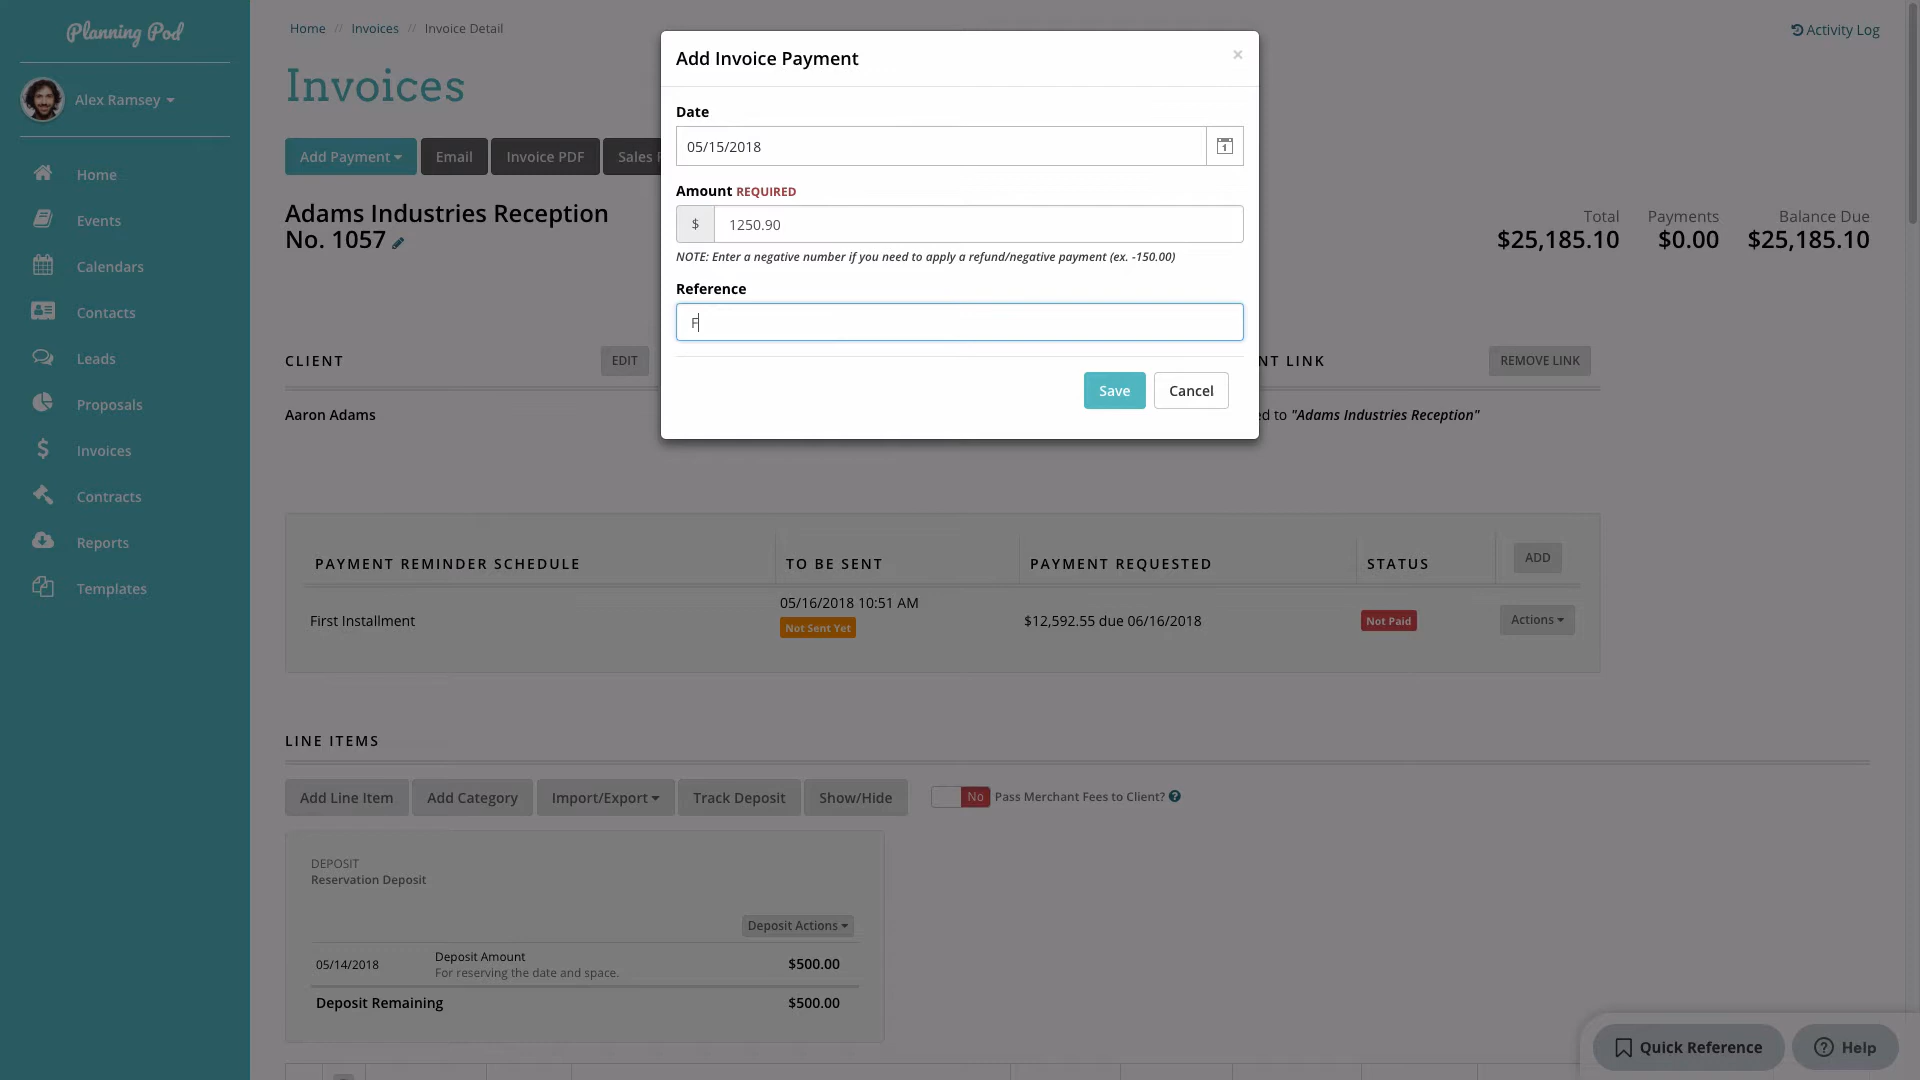 Planning Pod
Alex Ramsey
Home
Events
Calendars
Contacts
Leads
Proposals
Invoices
Contracts
Reports
Templates
Home // Invoices // Invoice Detail
Activity Log
Invoices
Add Payment
Email
Invoice PDF
Sales
Adams Industries Reception
No. 1057
Total
$25,185.10
Payments
$0.00
Balance Due
$25,185.10
Add Invoice Payment
×
Date
05/15/2018
1
Amount REQUIRED
$ 1250.90
NOTE: Enter a negative number if you need to apply a refund/negative payment (ex. -150.00)
Reference
F
Save
Cancel
CLIENT
EDIT
NT LINK
REMOVE LINK
Aaron Adams
ed to "Adams Industries Reception"
PAYMENT REMINDER SCHEDULE TO BE SENT PAYMENT REQUESTED STATUS ADD
First Installment
05/16/2018 10:51 AM
Not Sent Yet
$12,592.55 due 06/16/2018
Not Paid
Actions
LINE ITEMS
Add Line Item
Add Category
Import/Export
Track Deposit
Show/Hide
No Pass Merchant Fees to Client? ?
DEPOSIT
Reservation Deposit
Deposit Actions
05/14/2018
Deposit Amount
For reserving the date and space.
$500.00
Deposit Remaining $500.00
Quick Reference
? Help